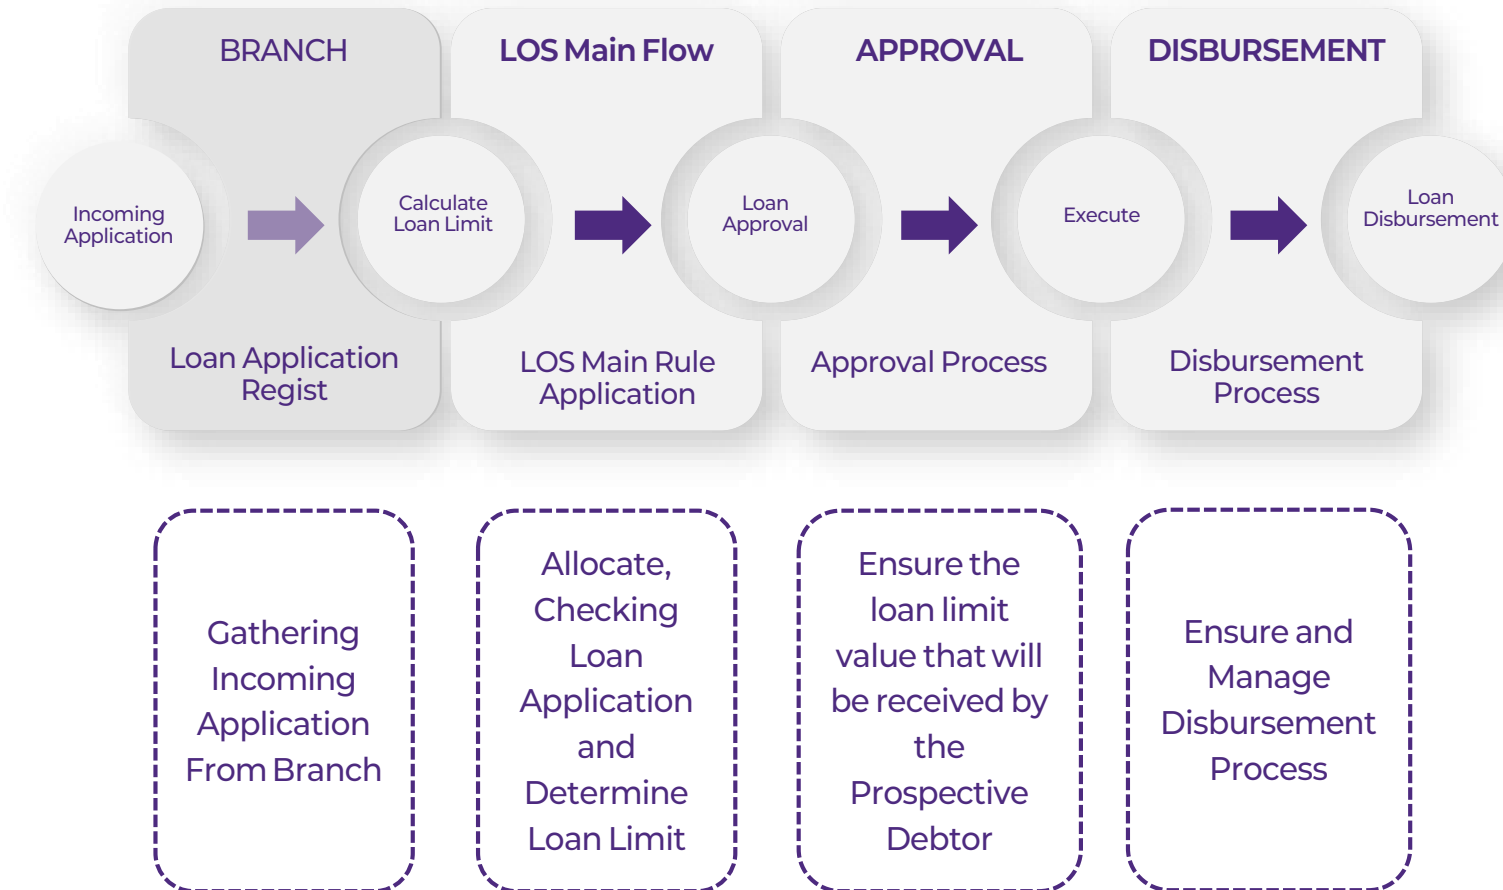 BRANCH
LOS Main Flow
APPROVAL
DISBURSEMENT
Incoming
Application
Calculate
Loan Limit
Loan
Approval
Execute
Loan
Disbursement
Loan Application
Regist
LOS Main Rule
Application
Approval Process
Disbursement
Process
Gathering
Incoming
Application
From Branch
Allocate,
Checking
Loan
Application
and
Determine
Loan Limit
Ensure the
loan limit
value that will
be received by
the
Prospective
Debtor
Ensure and
Manage
Disbursement
Process